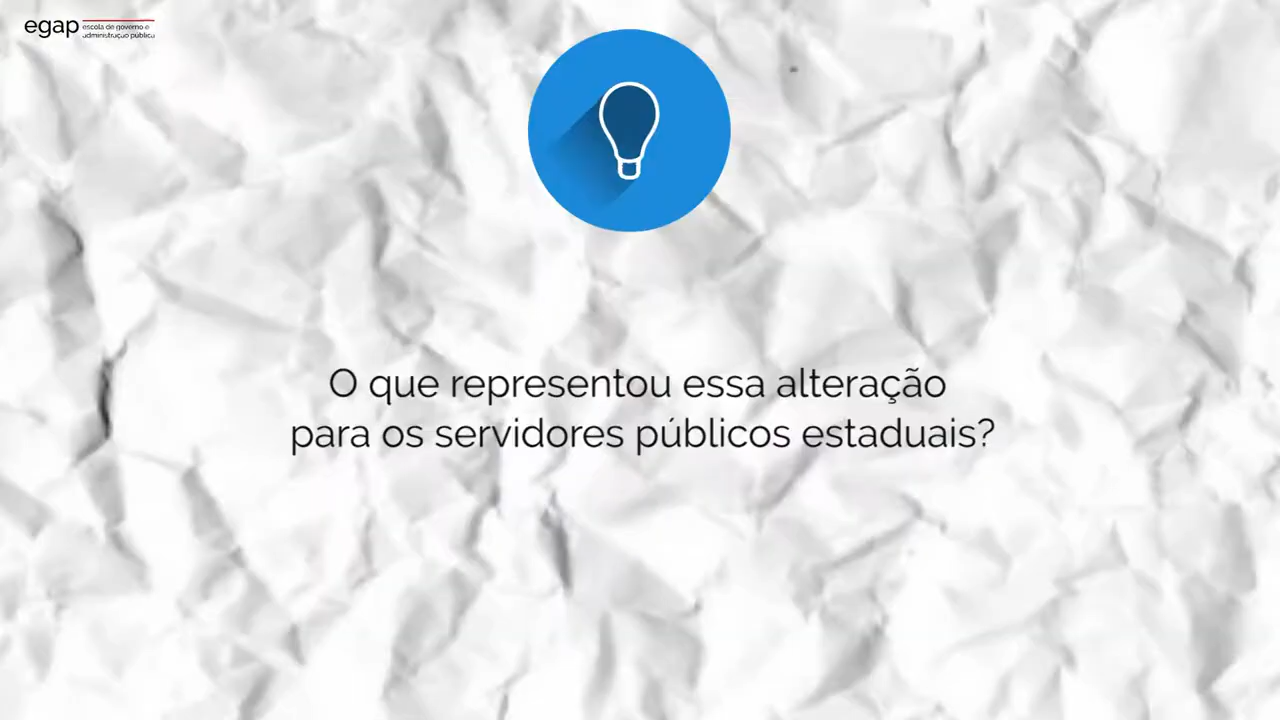 egap
escola de governo e
administração pública
O que representou essa alteração
para os servidores públicos estaduais?